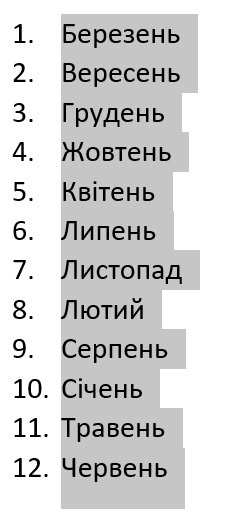 1. Березень
2. Вересень
3. Грудень
4. Жовтень
5. Квітень
6. Липень
7. Листопад
8. Лютий
9. Серпень
10. Січень
11. Травень
12. Червень